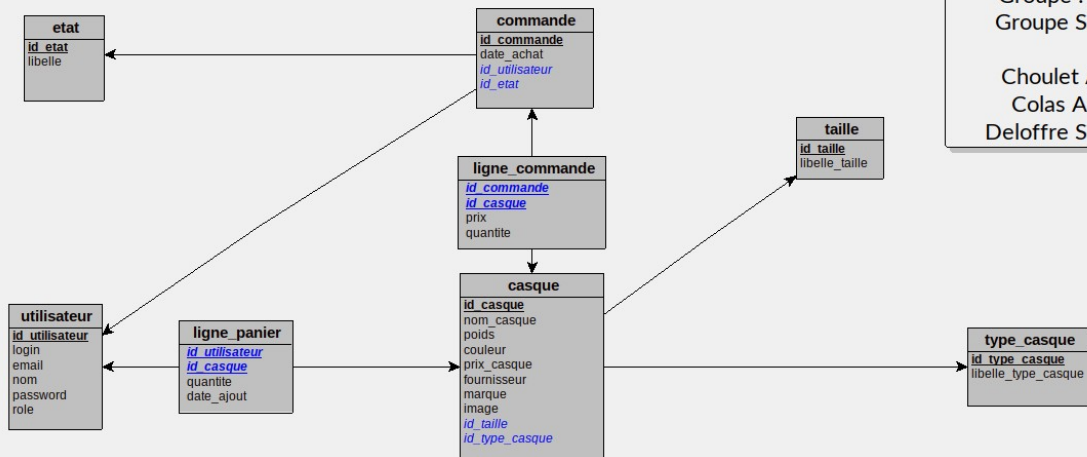 Groupe
Groupe S
Choulet
Colas A
Deloffre S
etat
id_etat
libelle
commande
id_commande
date_achat
id_utilisateur
id_etat
taille
id_taille
libelle_taille
ligne_commande
id_commande
id_casque
prix
quantite
casque
id_casque
nom_casque
poids
couleur
prix_casque
fournisseur
marque
image
id_taille
id_type_casque
utilisateur
id_utilisateur
login
email
nom
password
role
ligne_panier
id_utilisateur
id_casque
quantite
date_ajout
type_casque
id_type_casque
libelle_type_casque